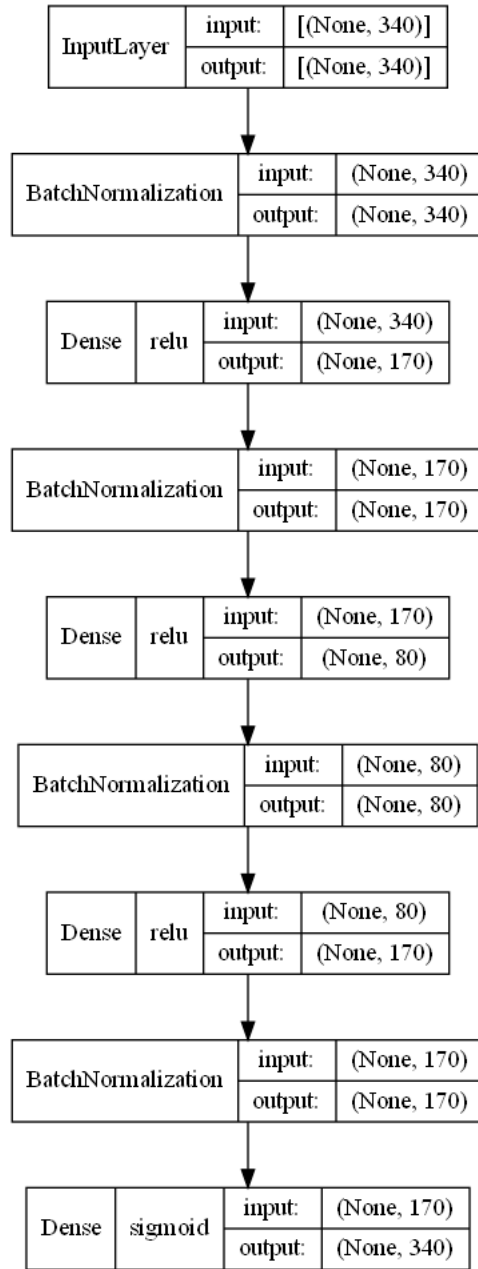 InputLayer input: [(None, 340)]
output: [(None, 340)]
BatchNormalization input: (None, 340)
output: (None, 340)
Dense relu input: (None, 340)
output: (None, 170)
BatchNormalization input: (None, 170)
output: (None, 170)
Dense relu input: (None, 170)
output: (None, 80)
BatchNormalization input: (None, 80)
output: (None, 80)
Dense relu input: (None, 80)
output: (None, 170)
BatchNormalization input: (None, 170)
output: (None, 170)
Dense sigmoid input: (None, 170)
output: (None, 340)